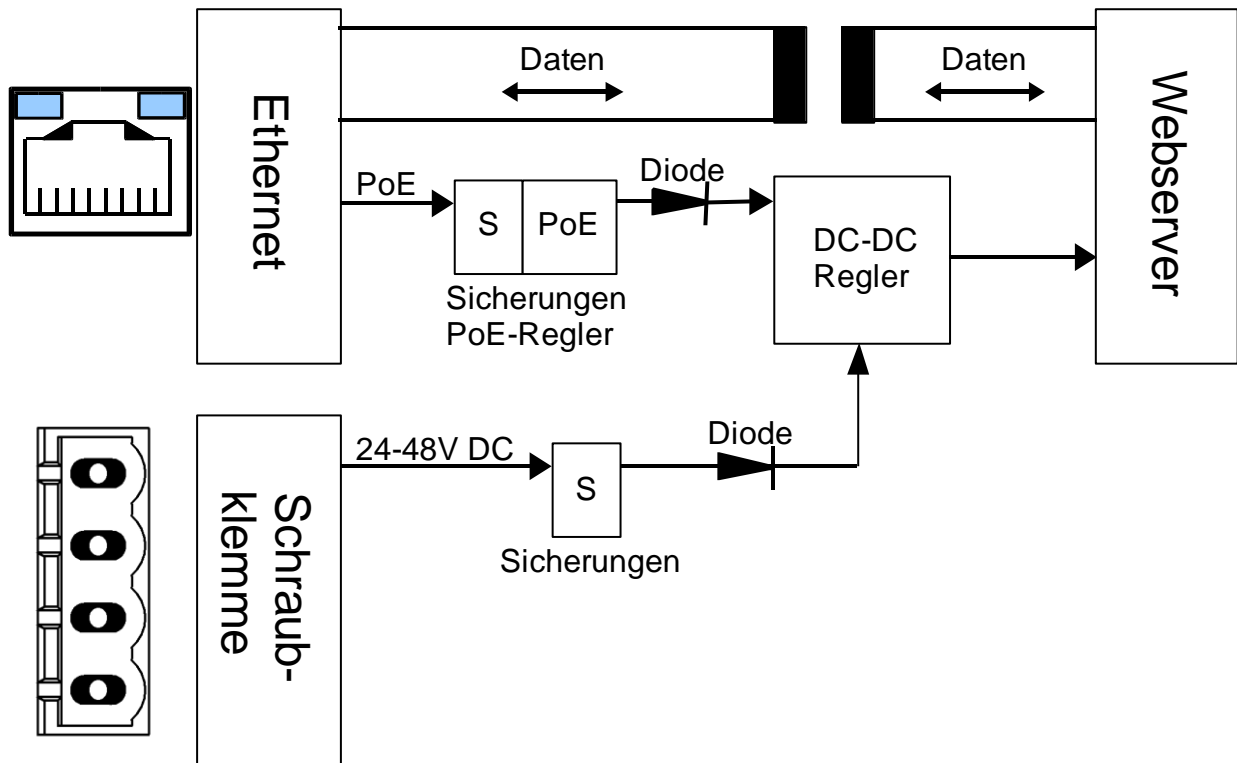 Ethernet
Daten
Daten
Webserver
PoE
Diode
S
PoE
DC-DC
Regler
Sicherungen
PoE-Regler
Schraub-
klemme
24-48V DC
Diode
S
Sicherungen